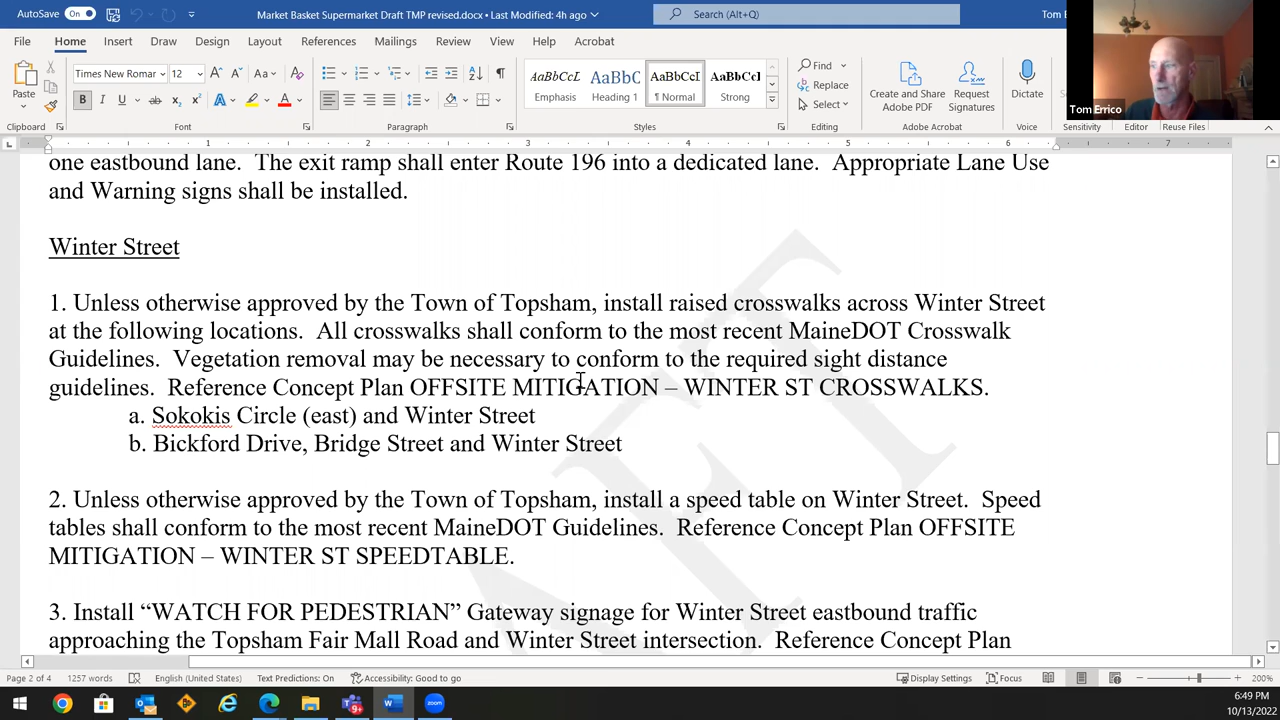 AutoSave On Market Basket Supermarket Draft TMP revised.docx • Last Modified: 4h ago Search (Alt+Q) Tom
File Home Insert Draw Design Layout References Mailings Review View Help Acrobat
Paste
Clipboard
Times New Roman 12
Font
Paragraph
AaBbCcL AaBbC AaBbCcI AaBbCcl
Emphasis Heading 1 ¶ Normal Strong
Styles
Find
Replace
Select
Editing
Create and Share Adobe PDF
Request Signatures
Adobe Acrobat
Dictate
Voice
Sensitivity
Editor
Reuse Files
Tom Errico
1 2 3 4 5 6 7
one eastbound lane. The exit ramp shall enter Route 196 into a dedicated lane. Appropriate Lane Use
and Warning signs shall be installed.
Winter Street
1. Unless otherwise approved by the Town of Topsham, install raised crosswalks across Winter Street
at the following locations. All crosswalks shall conform to the most recent MaineDOT Crosswalk
Guidelines. Vegetation removal may be necessary to conform to the required sight distance
guidelines. Reference Concept Plan OFFSITE MITIGATION – WINTER ST CROSSWALKS.
a. Sokokis Circle (east) and Winter Street
b. Bickford Drive, Bridge Street and Winter Street
2. Unless otherwise approved by the Town of Topsham, install a speed table on Winter Street. Speed
tables shall conform to the most recent MaineDOT Guidelines. Reference Concept Plan OFFSITE
MITIGATION – WINTER ST SPEEDTABLE.
3. Install “WATCH FOR PEDESTRIAN” Gateway signage for Winter Street eastbound traffic
approaching the Topsham Fair Mall Road and Winter Street intersection. Reference Concept Plan
Page 2 of 4 1257 words English (United States) Text Predictions: On Accessibility: Good to go Display Settings Focus 200%
zoom
6:49 PM
10/13/2022